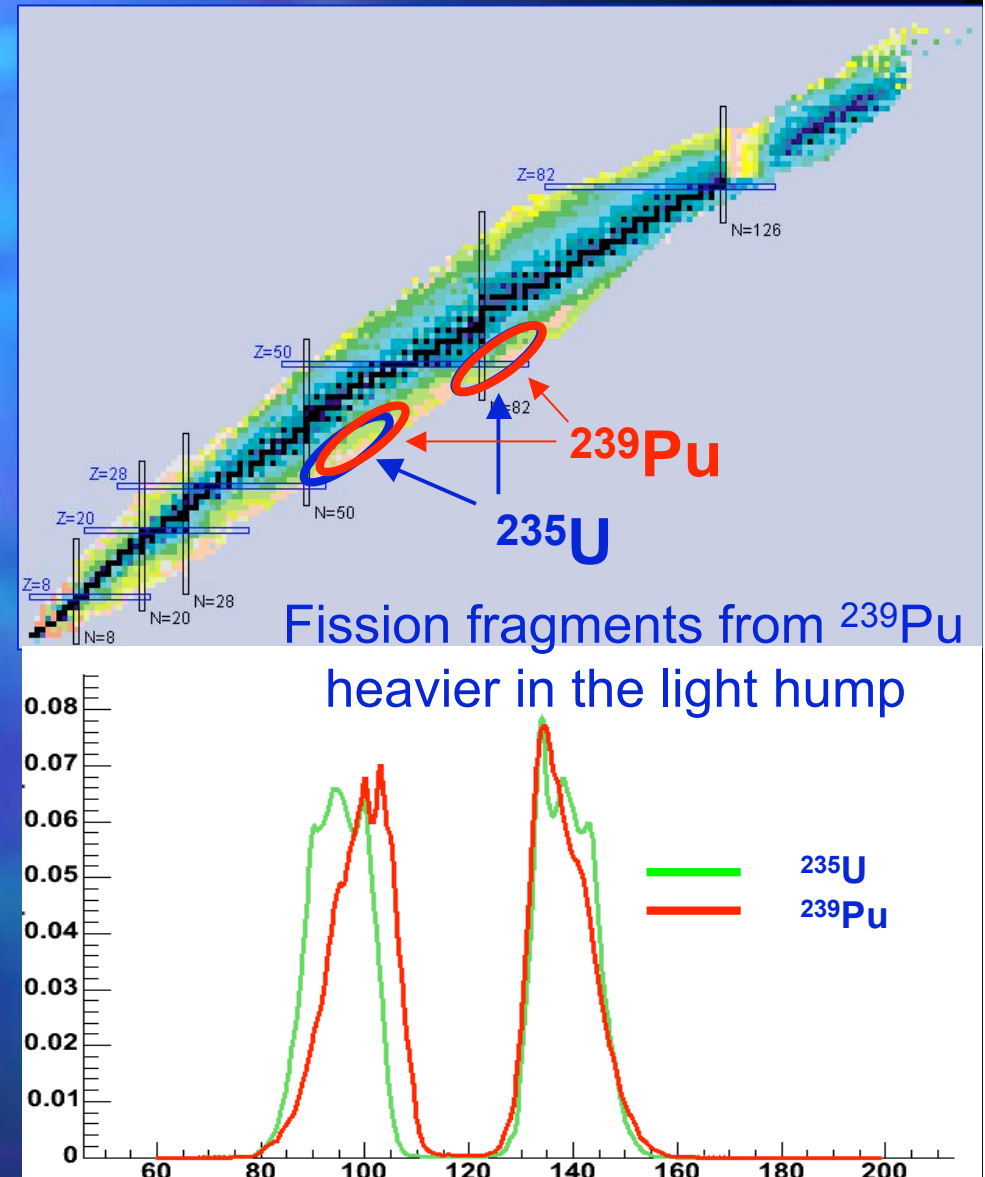 Z=82
N=126
Z=50
N=82
²³⁹Pu
Z=28
N=50
²³⁵U
Z=20
N=28
Z=8
N=20
N=8
Fission fragments from ²³⁹Pu
heavier in the light hump
0.08
0.07
0.06
0.05
0.04
0.03
0.02
0.01
0
²³⁵U
²³⁹Pu
60 80 100 120 140 160 180 200